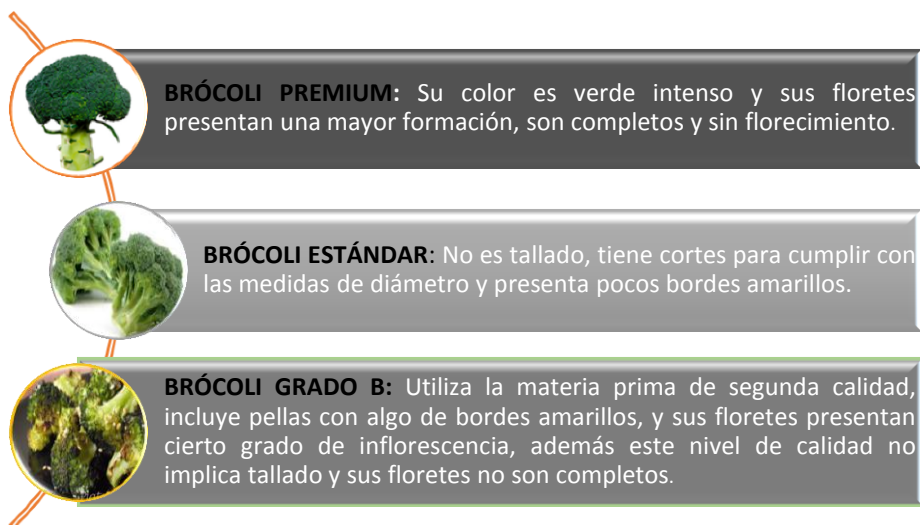 BRÓCOLI PREMIUM: Su color es verde intenso y sus floretes
presentan una mayor formación, son completos y sin florecimiento.
BRÓCOLI ESTÁNDAR: No es tallado, tiene cortes para cumplir con
las medidas de diámetro y presenta pocos bordes amarillos.
BRÓCOLI GRADO B: Utiliza la materia prima de segunda calidad,
incluye pellas con algo de bordes amarillos, y sus floretes presentan
cierto grado de inflorescencia, además este nivel de calidad no
implica tallado y sus floretes no son completos.